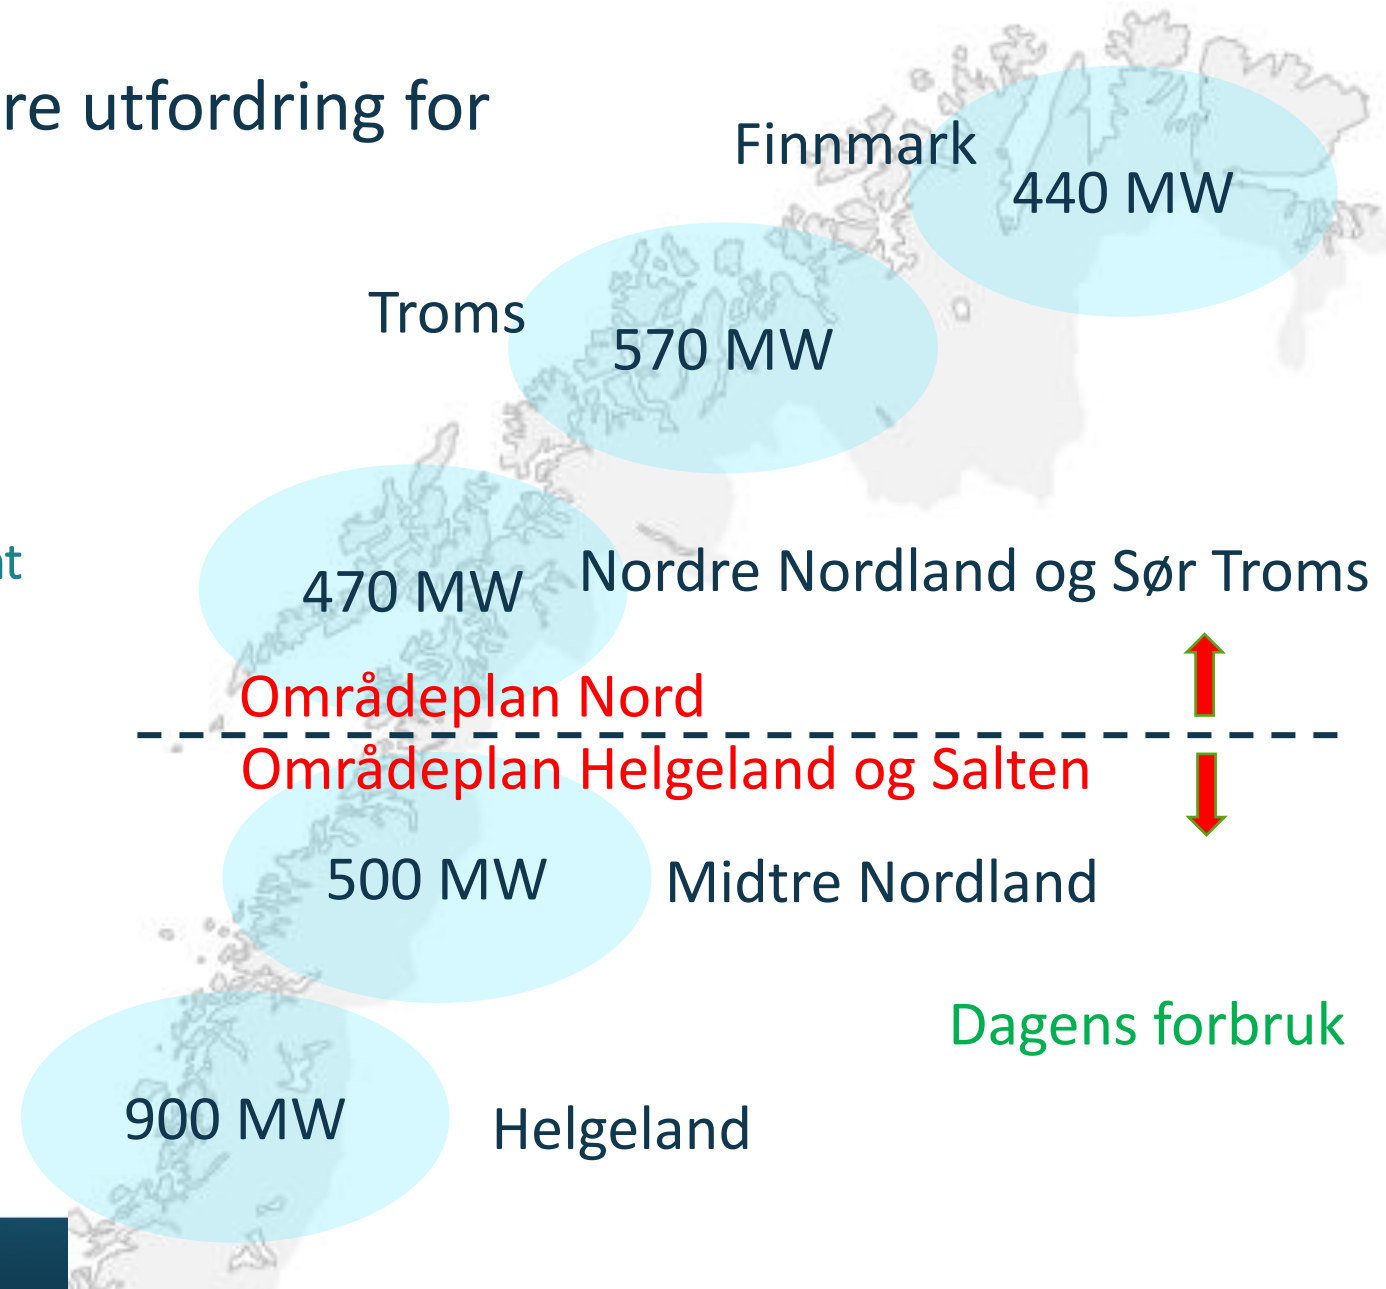 re utfordring for
Finnmark
440 MW
Troms
570 MW
Nordre Nordland og Sør Troms
470 MW
Områdeplan Nord
Områdeplan Helgeland og Salten
500 MW
Midtre Nordland
Dagens forbruk
900 MW
Helgeland